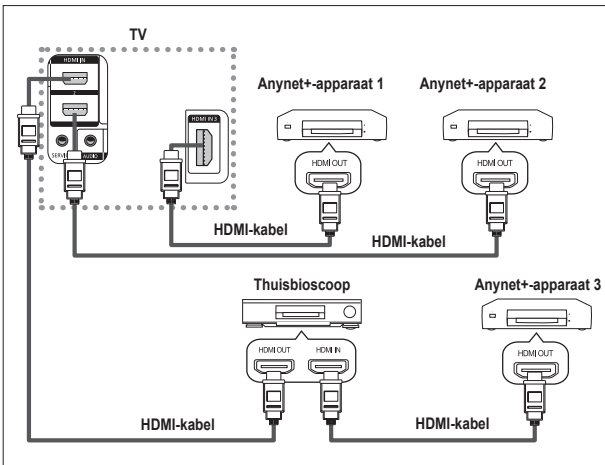 TV
HDMI IN
2
HDMI IN 3
AUDIO
Anynet+-apparaat 1
Anynet+-apparaat 2
HDMI OUT
HDMI OUT
HDMI-kabel
HDMI-kabel
Thuisbioscoop
Anynet+-apparaat 3
HDMI OUT
HDMI IN
HDMI OUT
HDMI-kabel
HDMI-kabel